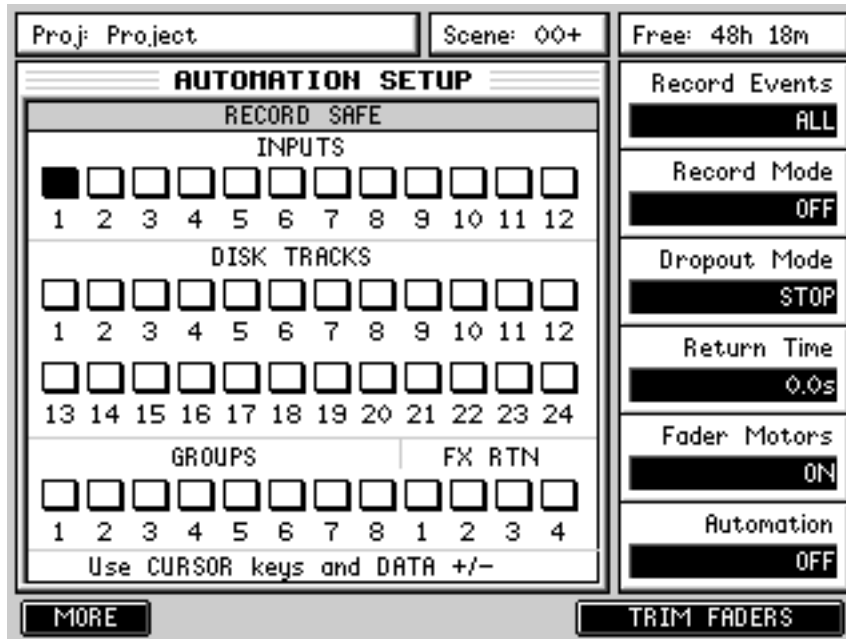 Proj: Project
Scene: 00+
Free: 48h 18m
AUTOMATION SETUP
RECORD SAFE
INPUTS
1 2 3 4 5 6 7 8 9 10 11 12
DISK TRACKS
1 2 3 4 5 6 7 8 9 10 11 12
13 14 15 16 17 18 19 20 21 22 23 24
GROUPS FX RTN
1 2 3 4 5 6 7 8 1 2 3 4
Use CURSOR keys and DATA +/-
Record Events
ALL
Record Mode
OFF
Dropout Mode
STOP
Return Time
0.0s
Fader Motors
ON
Automation
OFF
MORE
TRIM FADERS